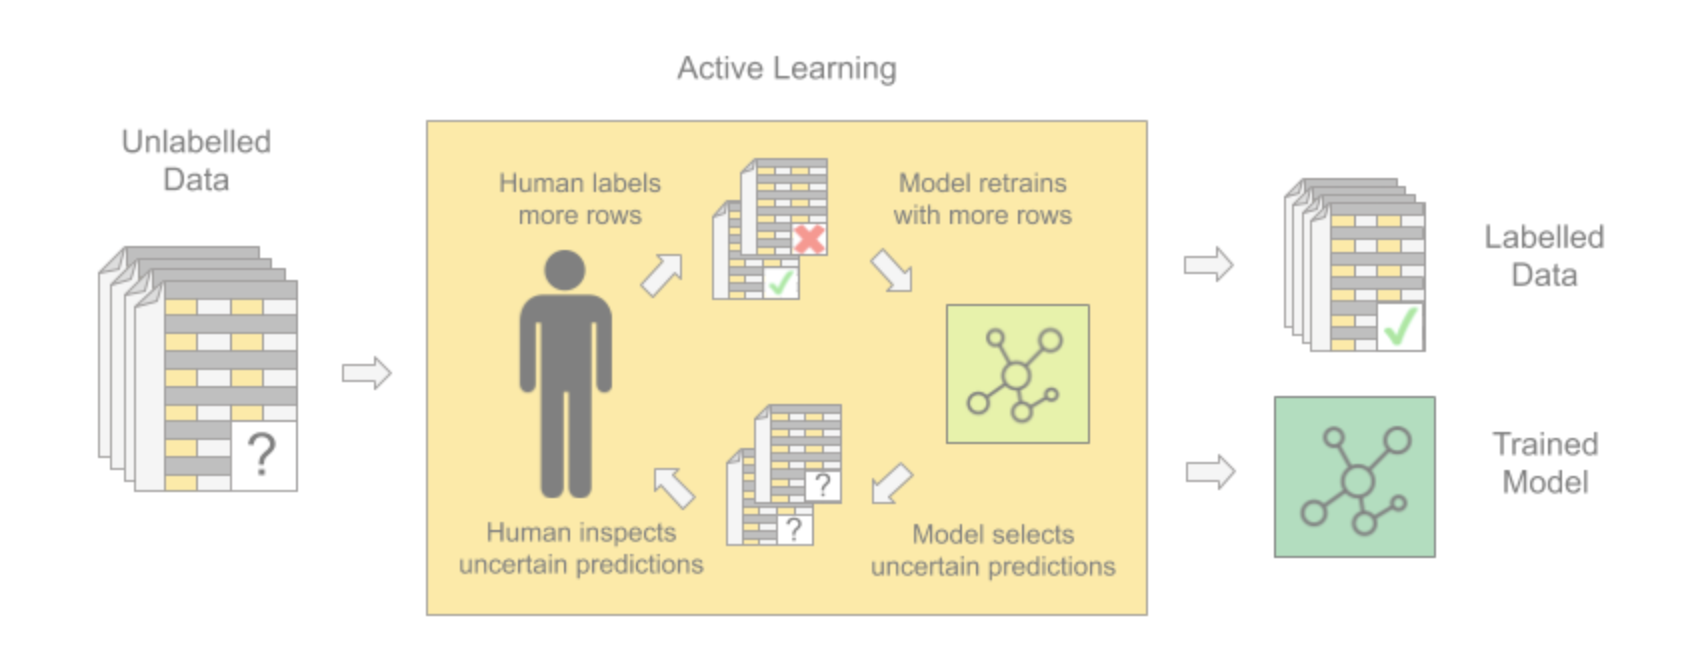 Active Learning
Unlabelled
Data
?
Human labels
more rows
Model retrains
with more rows
?
?
Human inspects
uncertain predictions
Model selects
uncertain predictions
Labelled
Data
Trained
Model